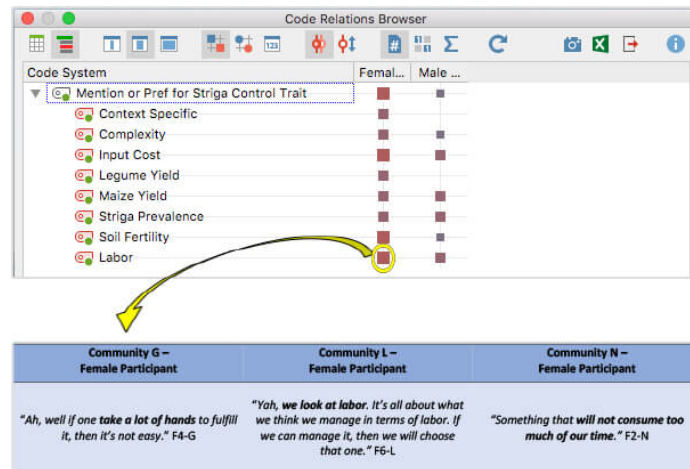 Code Relations Browser
123
#
Σ
Code System
Femal...
Male ...
Mention or Pref for Striga Control Trait
Context Specific
Complexity
Input Cost
Legume Yield
Maize Yield
Striga Prevalence
Soil Fertility
Labor
Community G –
Female Participant
Community L –
Female Participant
Community N –
Female Participant
"Ah, well if one take a lot of hands to fulfill
it, then it's not easy." F4-G
"Yah, we look at labor. It's all about what
we think we manage in terms of labor. If
we can manage it, then we will choose
that one." F6-L
"Something that will not consume too
much of our time." F2-N